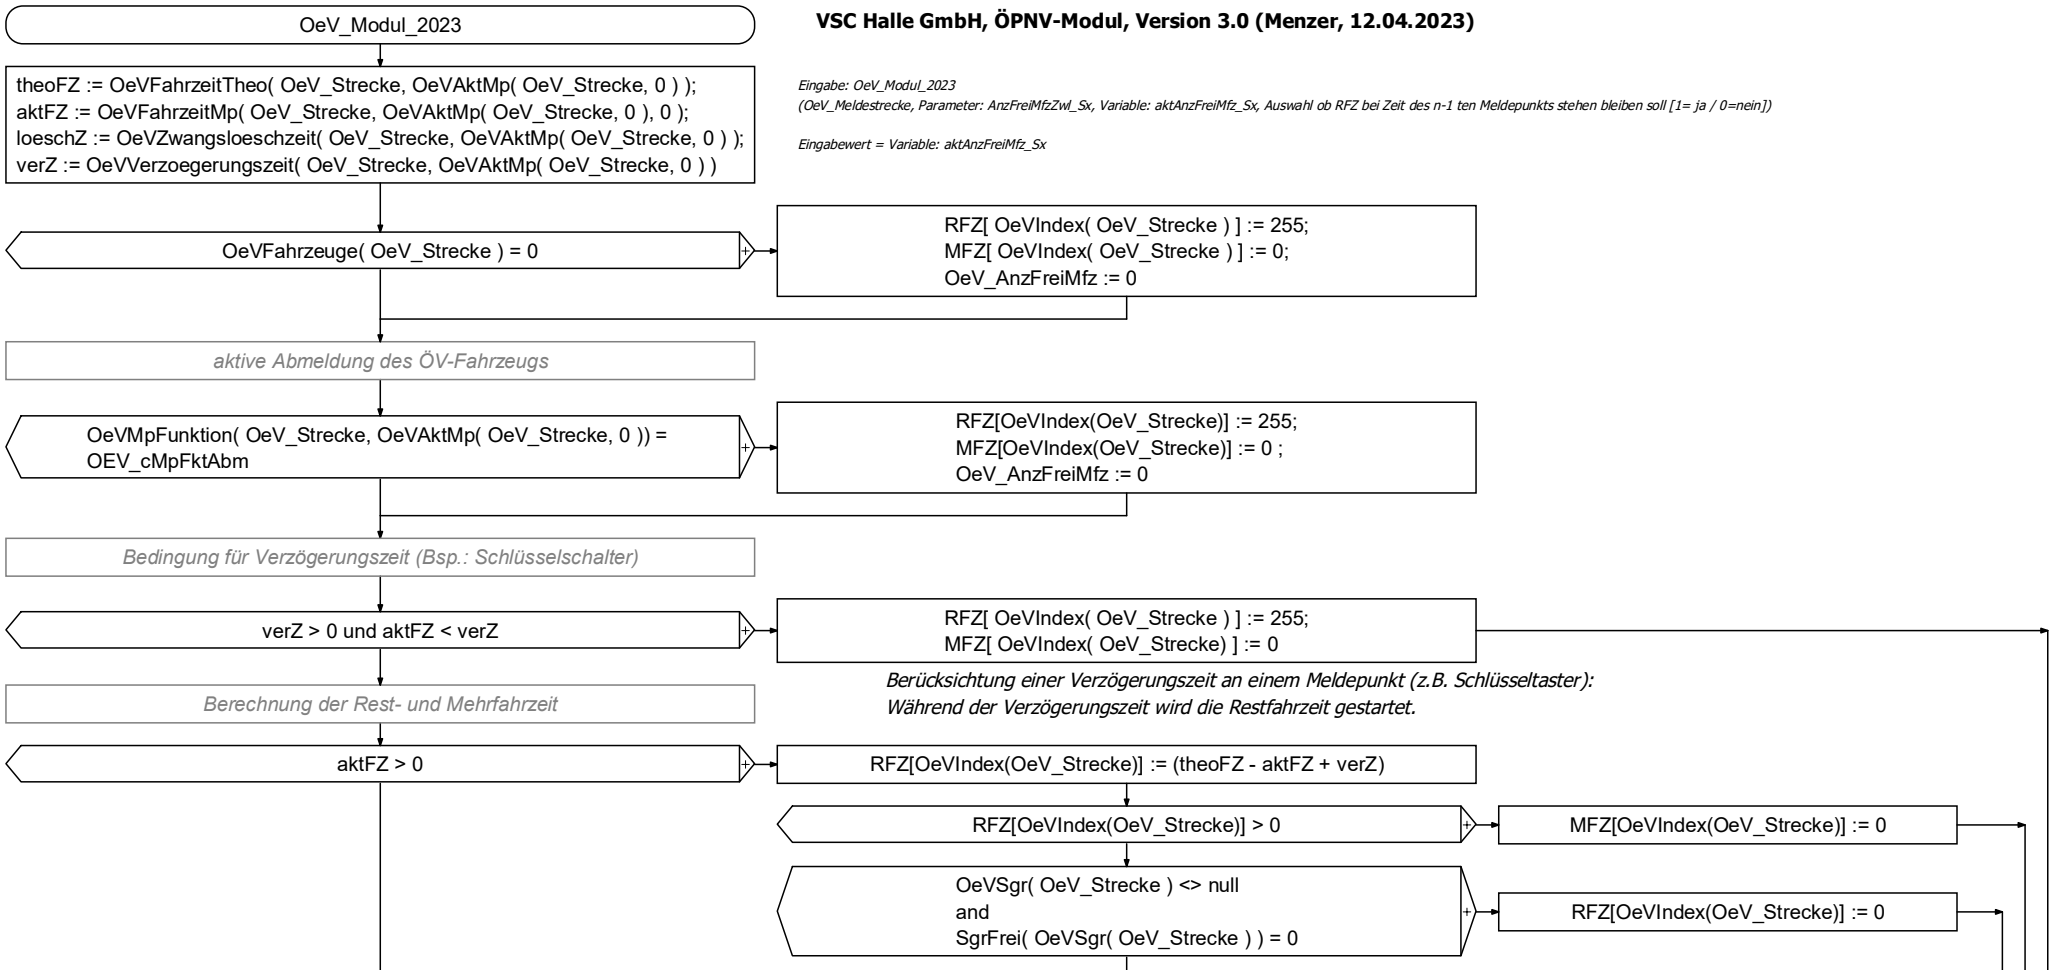 OeV_Modul_2023
VSC Halle GmbH, ÖPNV-Modul, Version 3.0 (Menzer, 12.04.2023)
theoFZ := OeVFahrzeitTheo( OeV_Strecke, OeVAktMp( OeV_Strecke, 0 ) );
aktFZ := OeVFahrzeitMp( OeV_Strecke, OeVAktMp( OeV_Strecke, 0 ), 0 );
loeschZ := OeVZwangsloeschzeit( OeV_Strecke, OeVAktMp( OeV_Strecke, 0 ) );
verZ := OeVVerzoegerungszeit( OeV_Strecke, OeVAktMp( OeV_Strecke, 0 ) )
Eingabe: OeV_Modul_2023
(OeV_Meldestrecke, Parameter: AnzFreiMfzZwl_Sx, Variable: aktAnzFreiMfz_Sx, Auswahl ob RFZ bei Zeit des n-1 ten Meldepunkts stehen bleiben soll [1= ja / 0=nein])
Eingabewert = Variable: aktAnzFreiMfz_Sx
OeVFahrzeuge( OeV_Strecke ) = 0
+
RFZ[ OeVIndex( OeV_Strecke ) ] := 255;
MFZ[ OeVIndex( OeV_Strecke ) ] := 0;
OeV_AnzFreiMfz := 0
aktive Abmeldung des ÖV-Fahrzeugs
OeVMpFunktion( OeV_Strecke, OeVAktMp( OeV_Strecke, 0 )) =
OEV_cMpFktAbm
+
RFZ[OeVIndex(OeV_Strecke)] := 255;
MFZ[OeVIndex(OeV_Strecke)] := 0 ;
OeV_AnzFreiMfz := 0
Bedingung für Verzögerungszeit (Bsp.: Schlüsselschalter)
verZ > 0 und aktFZ < verZ
+
RFZ[ OeVIndex( OeV_Strecke ) ] := 255;
MFZ[ OeVIndex( OeV_Strecke) ] := 0
Berücksichtung einer Verzögerungszeit an einem Meldepunkt (z.B. Schlüsseltaster):
Während der Verzögerungszeit wird die Restfahrzeit gestartet.
Berechnung der Rest- und Mehrfahrzeit
aktFZ > 0
+
RFZ[OeVIndex(OeV_Strecke)] := (theoFZ - aktFZ + verZ)
RFZ[OeVIndex(OeV_Strecke)] > 0
+
MFZ[OeVIndex(OeV_Strecke)] := 0
OeVSgr( OeV_Strecke ) <> null
and
SgrFrei( OeVSgr( OeV_Strecke ) ) = 0
+
RFZ[OeVIndex(OeV_Strecke)] := 0